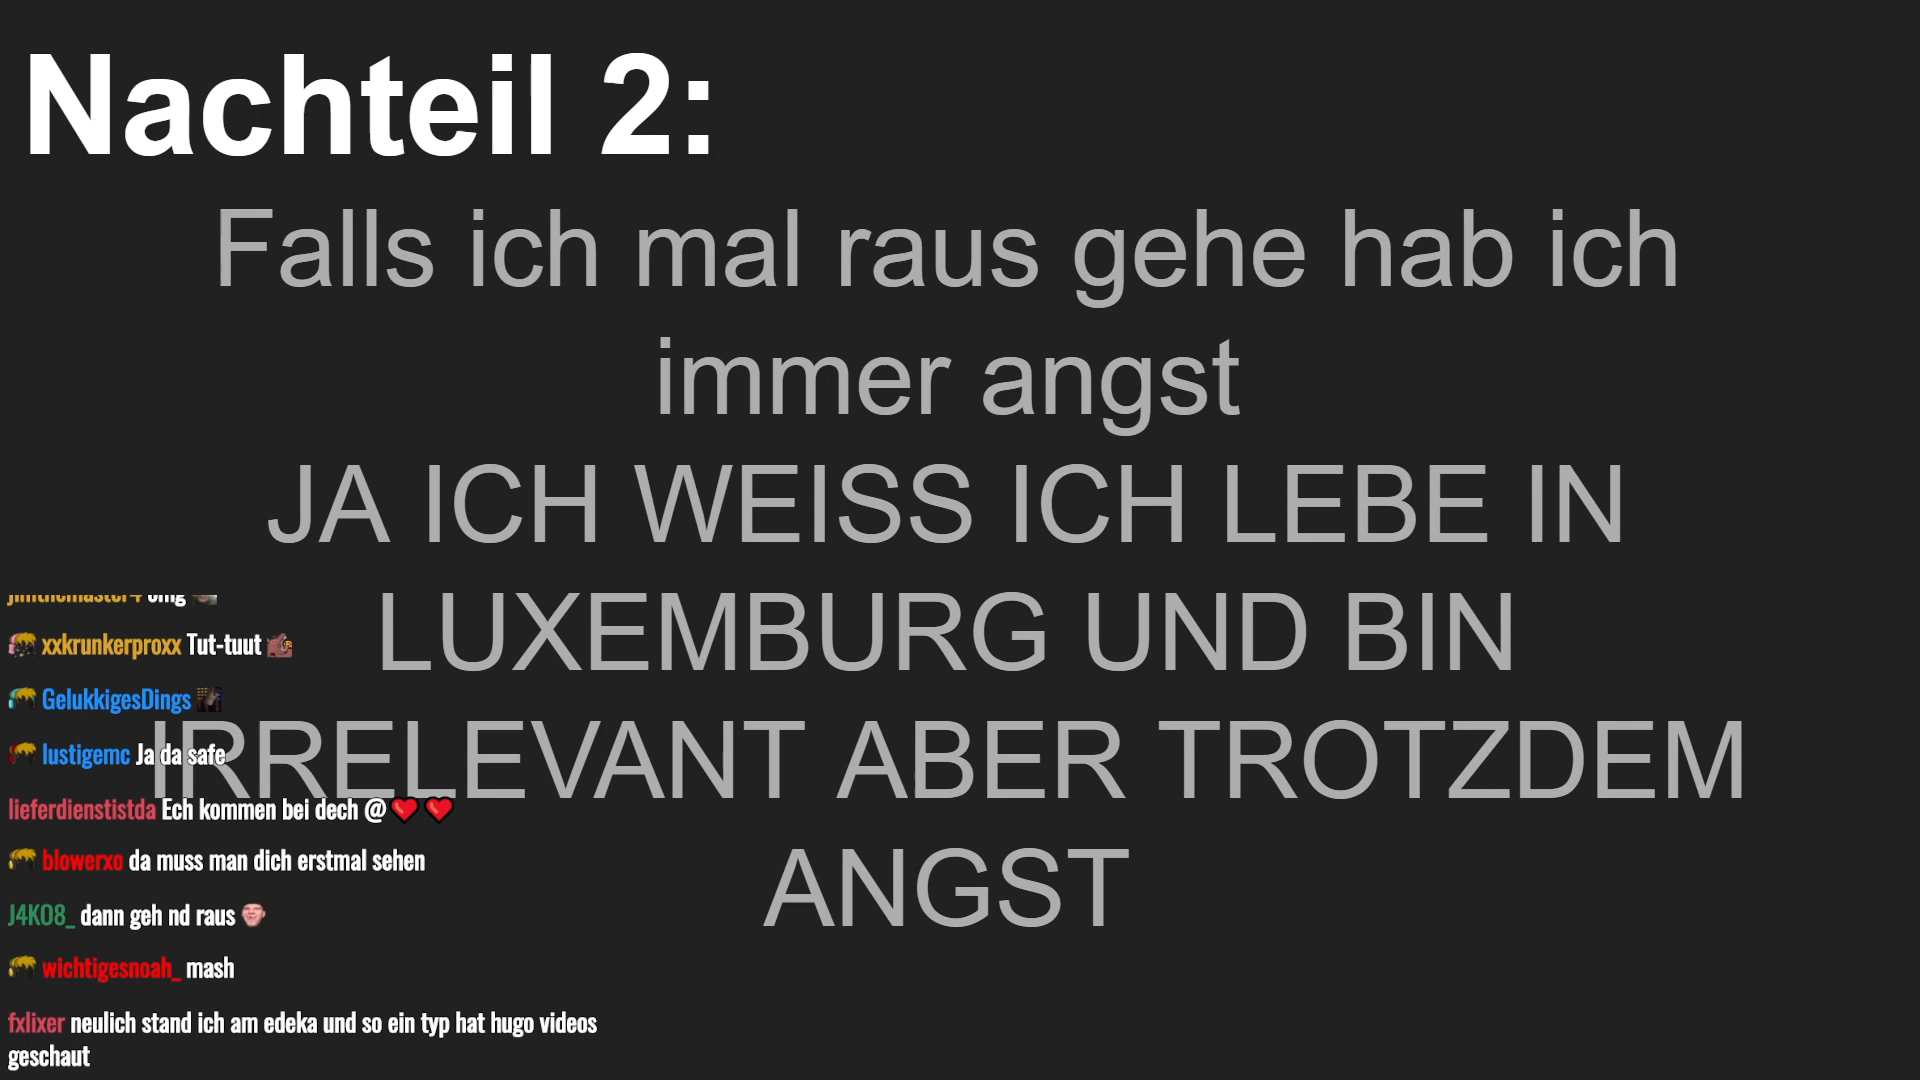 Nachteil 2:
Falls ich mal raus gehe hab ich
immer angst
JA ICH WEISS ICH LEBE IN
LUXEMBURG UND BIN
IRRELEVANT ABER TROTZDEM
ANGST
jimthemaster4 omg
xxkrunkerproxx Tut-tuut
GelukkigesDings
lustigemc Ja da safe
lieferdienstistda Ech kommen bei dech @
blowerxo da muss man dich erstmal sehen
J4KO8_ dann geh nd raus
wichtigesnoah_ mash
fxlixer neulich stand ich am edeka und so ein typ hat hugo videos
geschaut